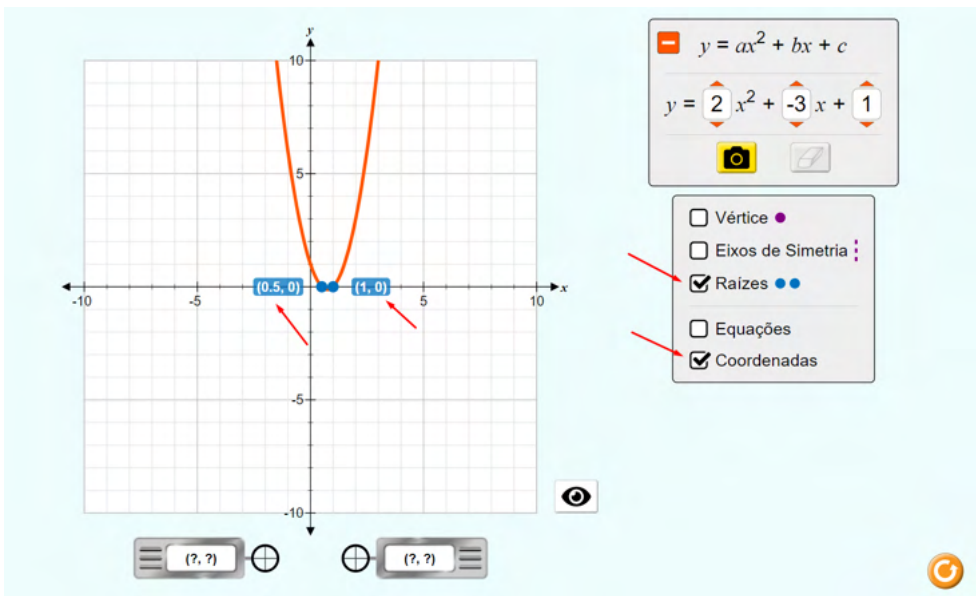 y = ax² + bx + c
y = 2 x² + -3 x + 1
y
10
5
(0.5, 0) (1, 0)
x
-10 -5 5 10
-5
-10
Vértice
Eixos de Simetria
Raízes
Equações
Coordenadas
(?, ?) (?, ?)